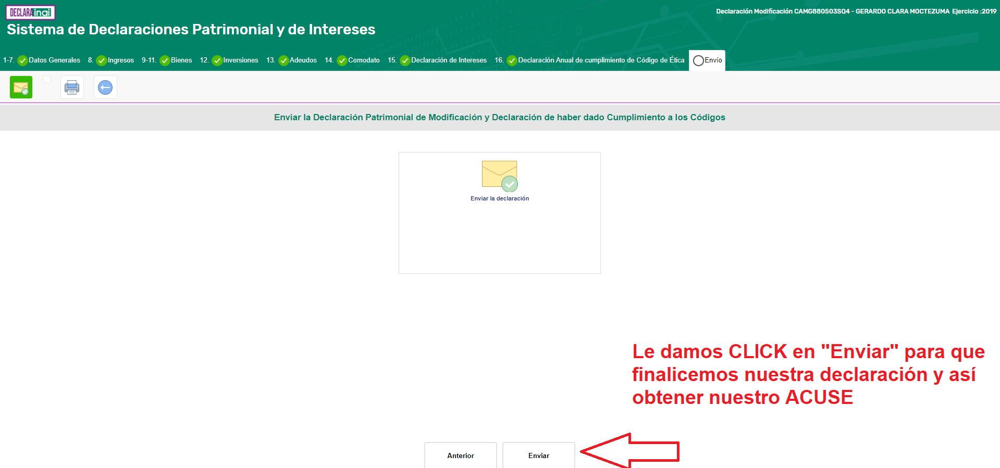 DECLARAinai
Declaración Modificación CAMG880503SQ4 - GERARDO CLARA MOCTEZUMA Ejercicio :2019
Sistema de Declaraciones Patrimonial y de Intereses
1-7. Datos Generales 8. Ingresos 9-11. Bienes 12. Inversiones 13. Adeudos 14. Comodato 15. Declaración de Intereses 16. Declaración Anual de cumplimiento de Código de Ética Envío
Enviar la Declaración Patrimonial de Modificación y Declaración de haber dado Cumplimiento a los Códigos
Enviar la declaración
Le damos CLICK en "Enviar" para que
finalicemos nuestra declaración y así
obtener nuestro ACUSE
Anterior Enviar